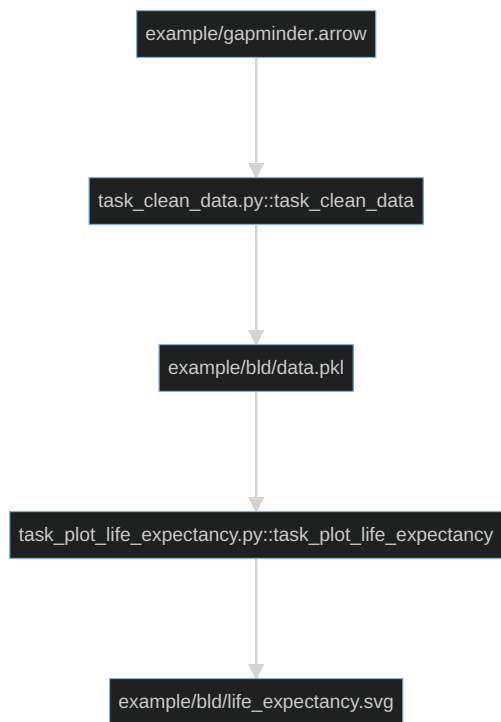 example/gapminder.arrow
task_clean_data.py::task_clean_data
example/bld/data.pkl
task_plot_life_expectancy.py::task_plot_life_expectancy
example/bld/life_expectancy.svg